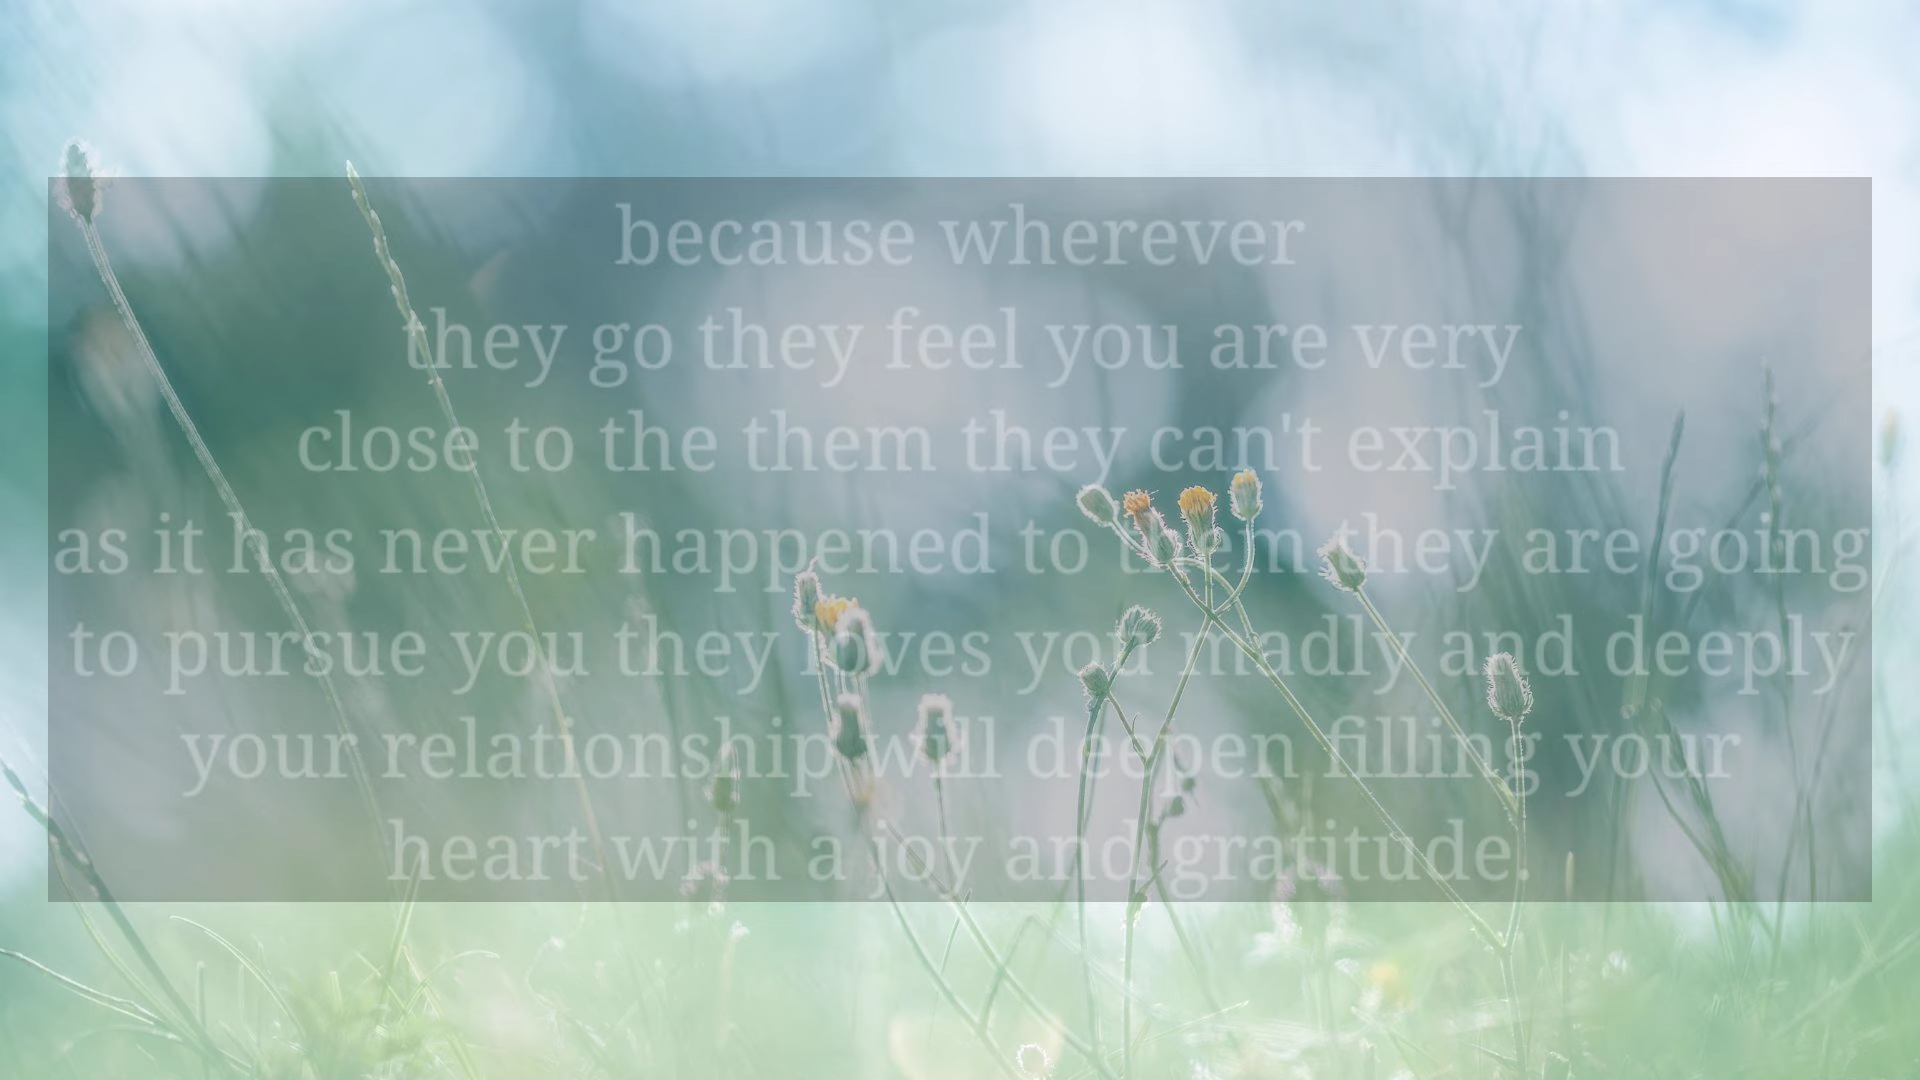 because wherever
they go they feel you are very
close to the them they can't explain
as it has never happened to them they are going
to pursue you they loves you madly and deeply
your relationship will deepen filling your
heart with a joy and gratitude.